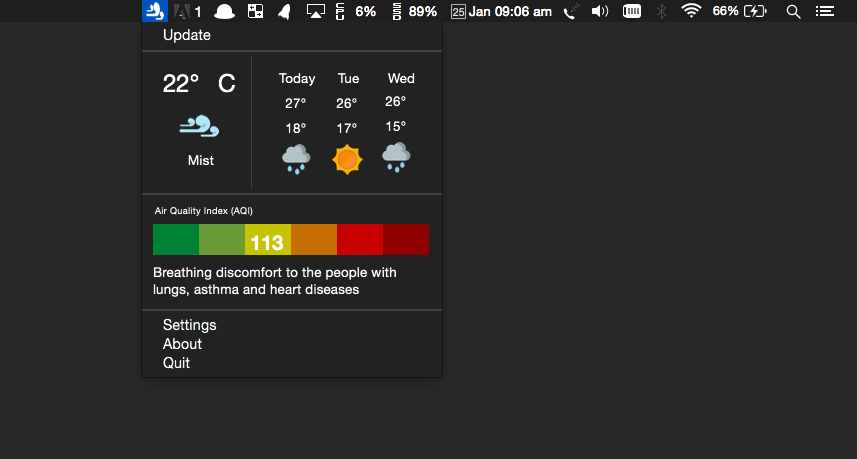 1 CPU 6% SSD 89% 25 Jan 09:06 am 66%
Update
22° C
Mist
Today Tue Wed
27° 26° 26°
18° 17° 15°
Air Quality Index (AQI)
113
Breathing discomfort to the people with
lungs, asthma and heart diseases
Settings
About
Quit